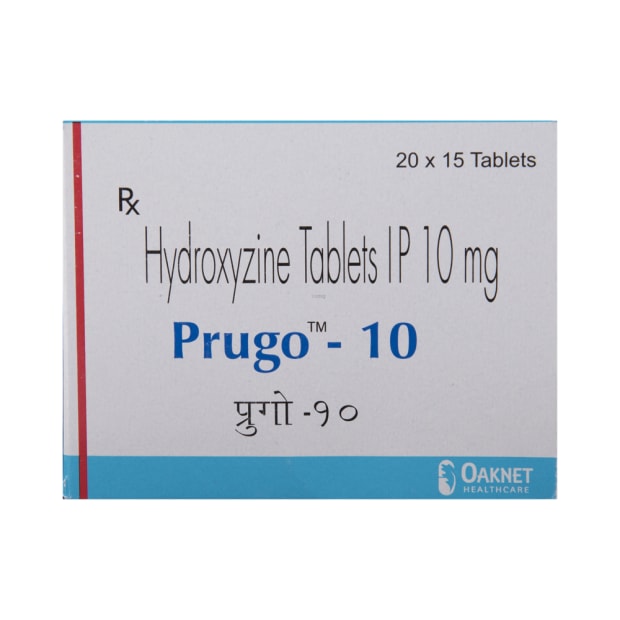 20 x 15 Tablets
Rx
Hydroxyzine Tablets IP 10 mg
Prugo™- 10
प्रुगो -१०
OAKNET
HEALTHCARE